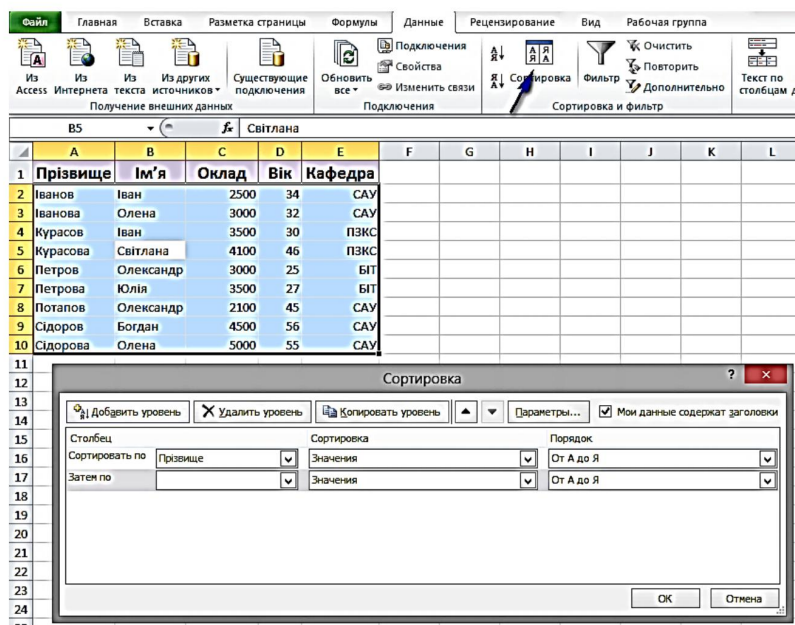 Файл Главная Вставка Разметка страницы Формулы Данные Рецензирование Вид Рабочая группа
Из Access
Из Интернета
Из текста
Из других источников
Существующие подключения
Обновить все
Подключения
Свойства
Изменить связи
Сортировка
Фильтр
Очистить
Повторить
Дополнительно
Текст по столбцам
Получение внешних данных Подключения Сортировка и фильтр
B5 fx Світлана
A B C D E F G H I J K L
1 Прізвище Ім’я Оклад Вік Кафедра
2 Іванов Іван 2500 34 САУ
3 Іванова Олена 3000 32 САУ
4 Курасов Іван 3500 30 ПЗКС
5 Курасова Світлана 4100 46 ПЗКС
6 Петров Олександр 3000 25 БІТ
7 Петрова Юлія 3500 27 БІТ
8 Потапов Олександр 2100 45 САУ
9 Сідоров Богдан 4500 56 САУ
10 Сідорова Олена 5000 55 САУ
11
12
13
14
15
16
17
18
19
20
21
22
23
24
Сортировка ?
Добавить уровень Удалить уровень Копировать уровень Параметры... Мои данные содержат заголовки
Столбец Сортировка Порядок
Сортировать по Прізвище Значения От А до Я
Затем по Значения От А до Я
ОК Отмена